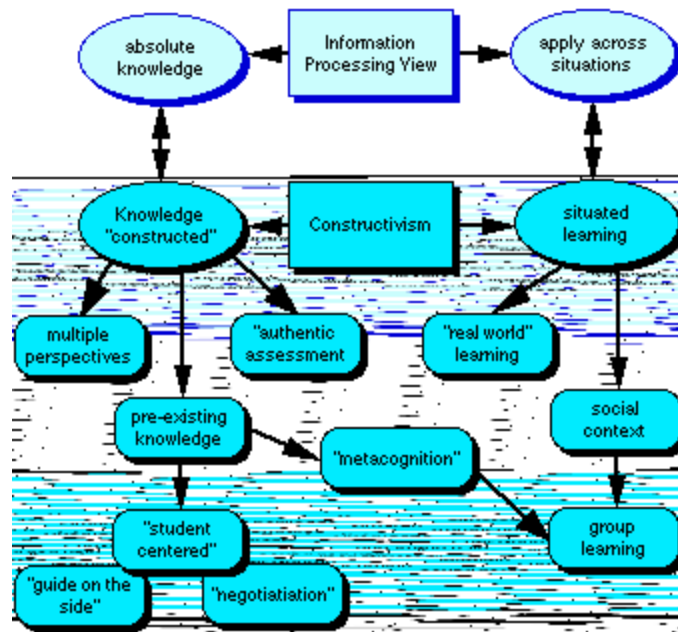 absolute
knowledge
Information
Processing View
apply across
situations
Knowledge
"constructed"
Constructivism
situated
learning
multiple
perspectives
"authentic
assessment
"real world"
learning
pre-existing
knowledge
"metacognition"
social
context
"student
centered"
group
learning
"guide on the
side"
"negotiatiation"